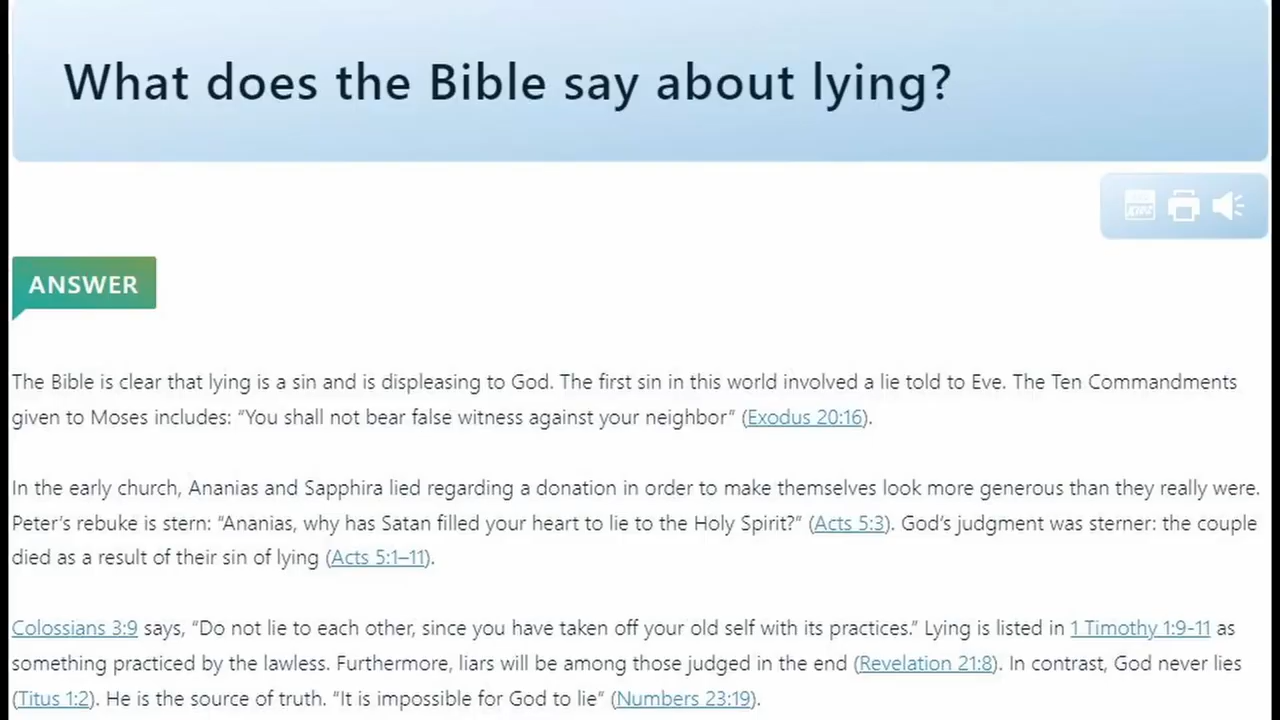 What does the Bible say about lying?
ANSWER
The Bible is clear that lying is a sin and is displeasing to God. The first sin in this world involved a lie told to Eve. The Ten Commandments
given to Moses includes: “You shall not bear false witness against your neighbor” (Exodus 20:16).
In the early church, Ananias and Sapphira lied regarding a donation in order to make themselves look more generous than they really were.
Peter’s rebuke is stern: “Ananias, why has Satan filled your heart to lie to the Holy Spirit?” (Acts 5:3). God’s judgment was sterner: the couple
died as a result of their sin of lying (Acts 5:1–11).
Colossians 3:9 says, “Do not lie to each other, since you have taken off your old self with its practices.” Lying is listed in 1 Timothy 1:9-11 as
something practiced by the lawless. Furthermore, liars will be among those judged in the end (Revelation 21:8). In contrast, God never lies
(Titus 1:2). He is the source of truth. “It is impossible for God to lie” (Numbers 23:19).